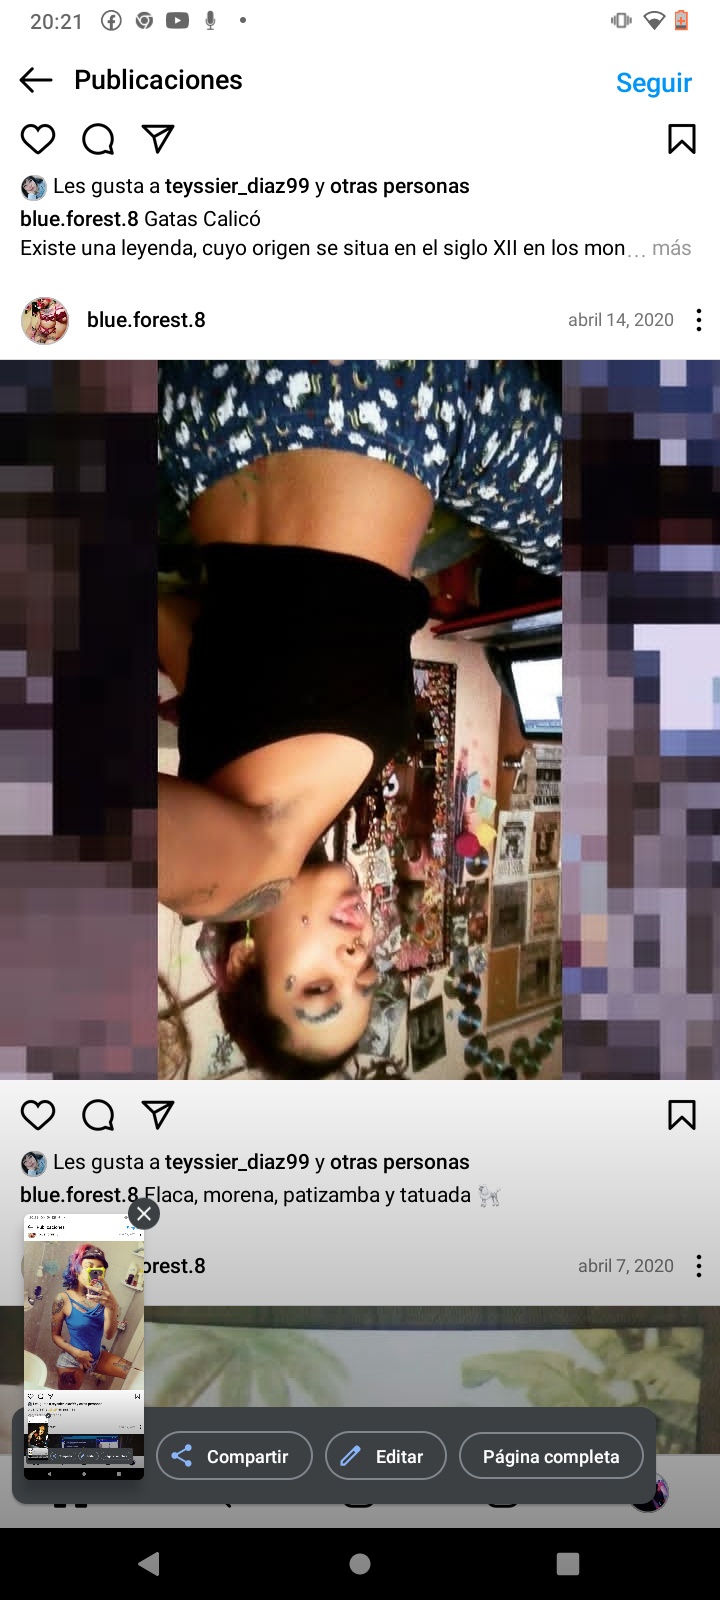 20:21
Publicaciones
Seguir
Les gusta a teyssier_diaz99 y otras personas
blue.forest.8 Gatas Calicó
Existe una leyenda, cuyo origen se situa en el siglo XII en los mon... más
blue.forest.8
abril 14, 2020
Les gusta a teyssier_diaz99 y otras personas
blue.forest.8 Flaca, morena, patizamba y tatuada 🐩
orest.8
abril 7, 2020
Publicaciones
Compartir
Editar
Página completa